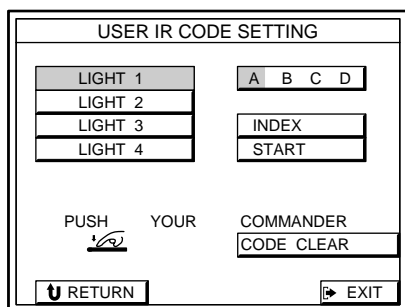 USER IR CODE SETTING
LIGHT 1
A B C D
LIGHT 2
LIGHT 3
INDEX
LIGHT 4
START
PUSH YOUR COMMANDER
CODE CLEAR
RETURN
EXIT